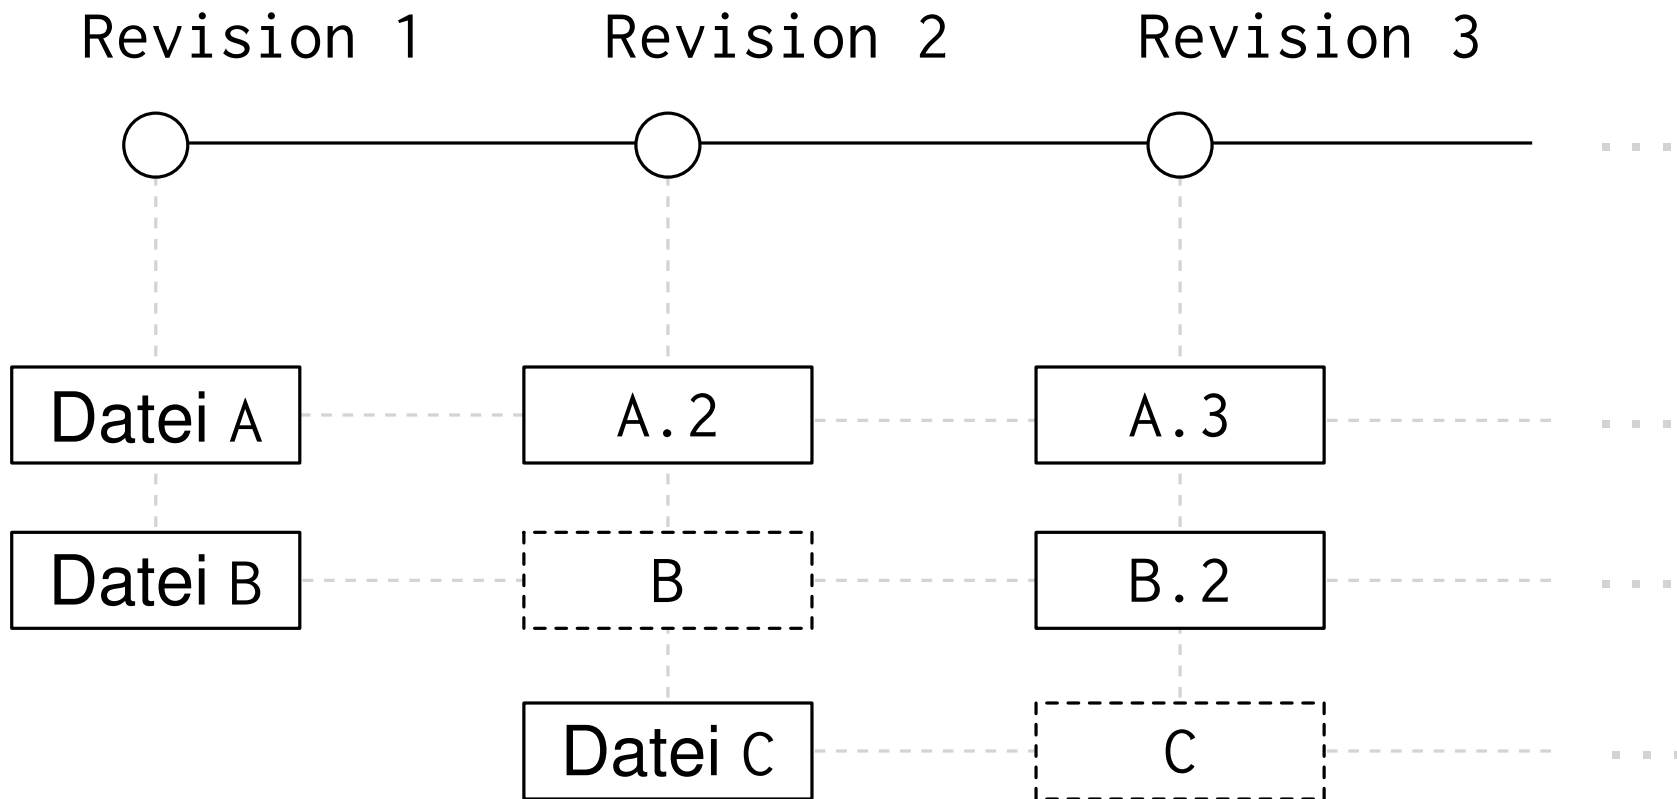 Revision 1 Revision 2 Revision 3
Datei A A.2 A.3
Datei B B B.2
Datei C C